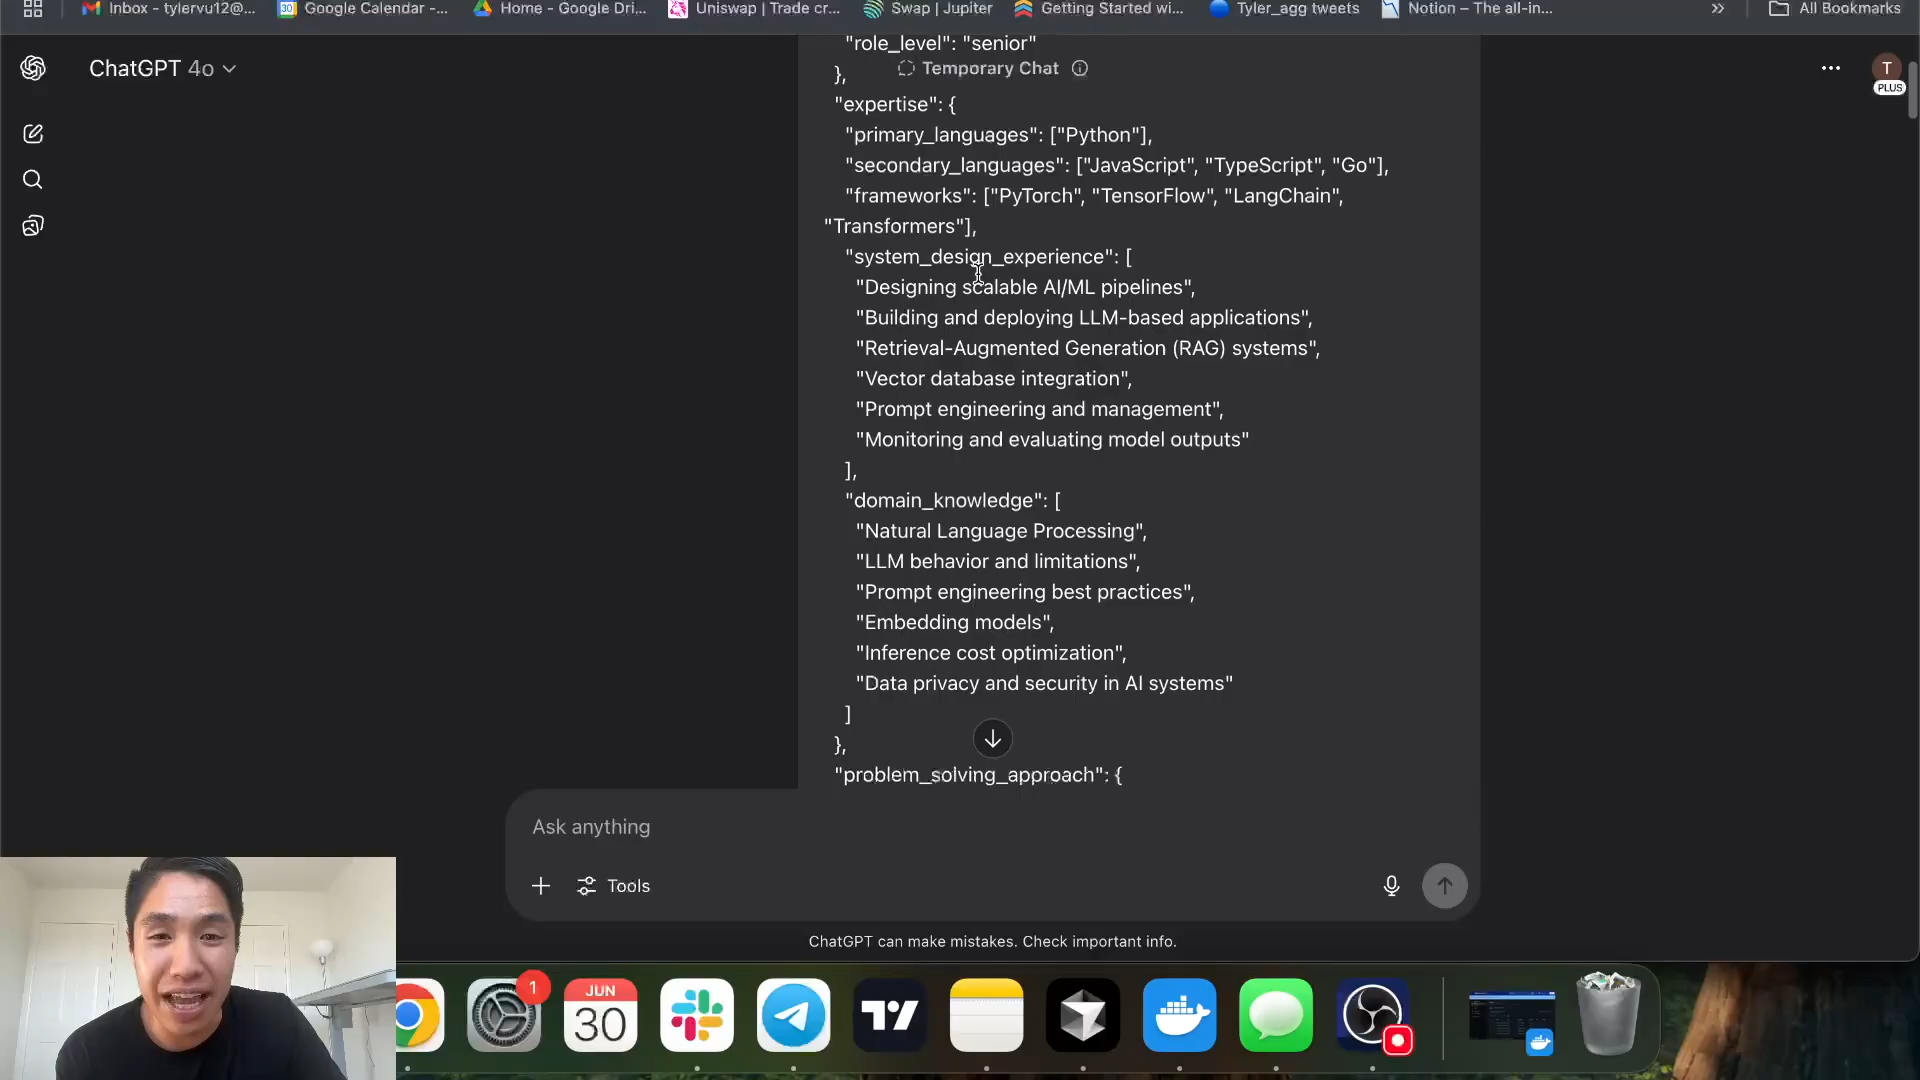 Inbox - tylervu12@...
Google Calendar -...
Home - Google Dri...
Uniswap | Trade cr...
Swap | Jupiter
Getting Started wi...
Tyler_agg tweets
Notion – The all-in...
All Bookmarks
ChatGPT 4o
Temporary Chat
T
PLUS
"role_level": "senior"
},
"expertise": {
"primary_languages": ["Python"],
"secondary_languages": ["JavaScript", "TypeScript", "Go"],
"frameworks": ["PyTorch", "TensorFlow", "LangChain",
"Transformers"],
"system_design_experience": [
"Designing scalable AI/ML pipelines",
"Building and deploying LLM-based applications",
"Retrieval-Augmented Generation (RAG) systems",
"Vector database integration",
"Prompt engineering and management",
"Monitoring and evaluating model outputs"
],
"domain_knowledge": [
"Natural Language Processing",
"LLM behavior and limitations",
"Prompt engineering best practices",
"Embedding models",
"Inference cost optimization",
"Data privacy and security in AI systems"
]
},
"problem_solving_approach": {
Ask anything
Tools
ChatGPT can make mistakes. Check important info.
1
JUN
30